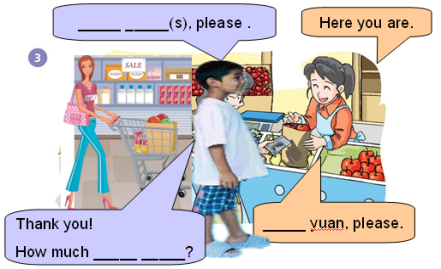 _____ _____(s), please .
Here you are.
3
SALE
Thank you!
How much _____ _____?
_____ yuan, please.